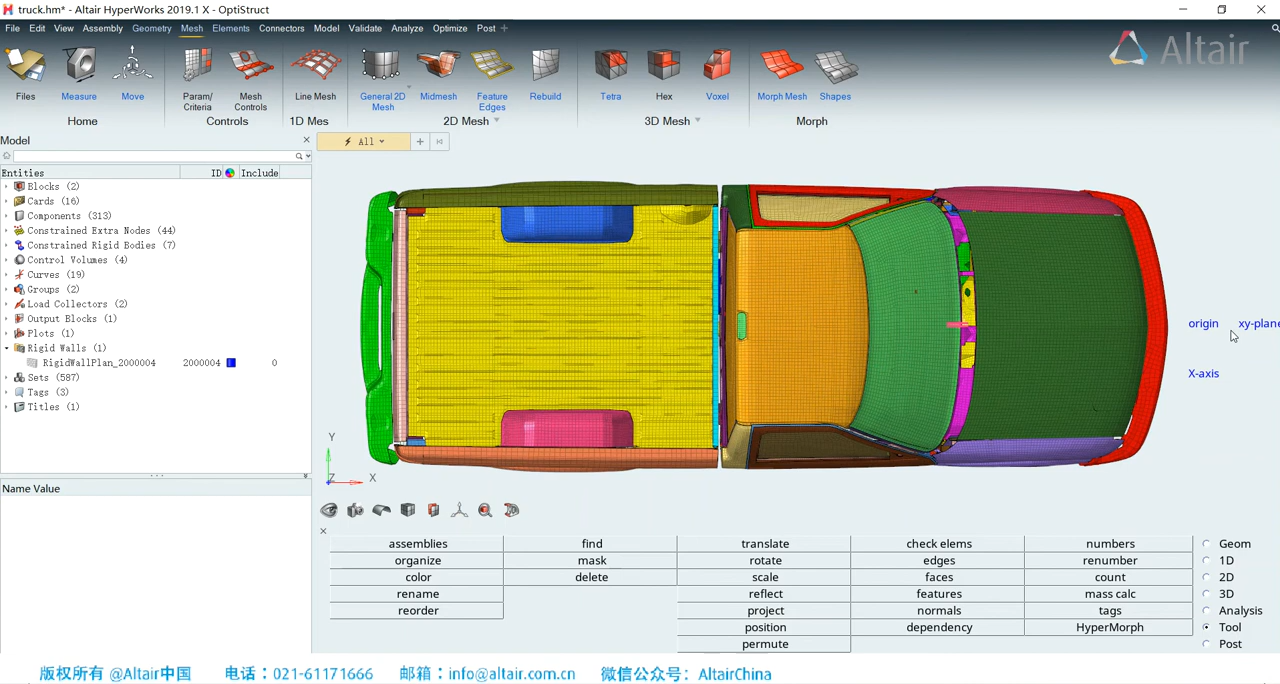 truck.hm* - Altair HyperWorks 2019.1 X - OptiStruct
File Edit View Assembly Geometry Mesh Elements Connectors Model Validate Analyze Optimize Post +
Altair
Files Measure Move Param/ Criteria Mesh Controls Line Mesh General 2D Mesh Midmesh Feature Edges Rebuild Tetra Hex Voxel Morph Mesh Shapes
Home Controls 1D Mes 2D Mesh 3D Mesh Morph
Model
All
Entities ID Include
Blocks (2)
Cards (16)
Components (313)
Constrained Extra Nodes (44)
Constrained Rigid Bodies (7)
Control Volumes (4)
Curves (19)
Groups (2)
Load Collectors (2)
Output Blocks (1)
Plots (1)
Rigid Walls (1)
RigidWallPlan_2000004 2000004 0
Sets (587)
Tags (3)
Titles (1)
origin xy-plane
X-axis
Y
Z X
Name Value
assemblies find translate check elems numbers Geom
organize mask rotate edges renumber 1D
color delete scale faces count 2D
rename reflect features mass calc 3D
reorder project normals tags Analysis
position dependency HyperMorph Tool
permute Post
版权所有 @Altair中国 电话：021-61171666 邮箱：info@altair.com.cn 微信公众号：AltairChina